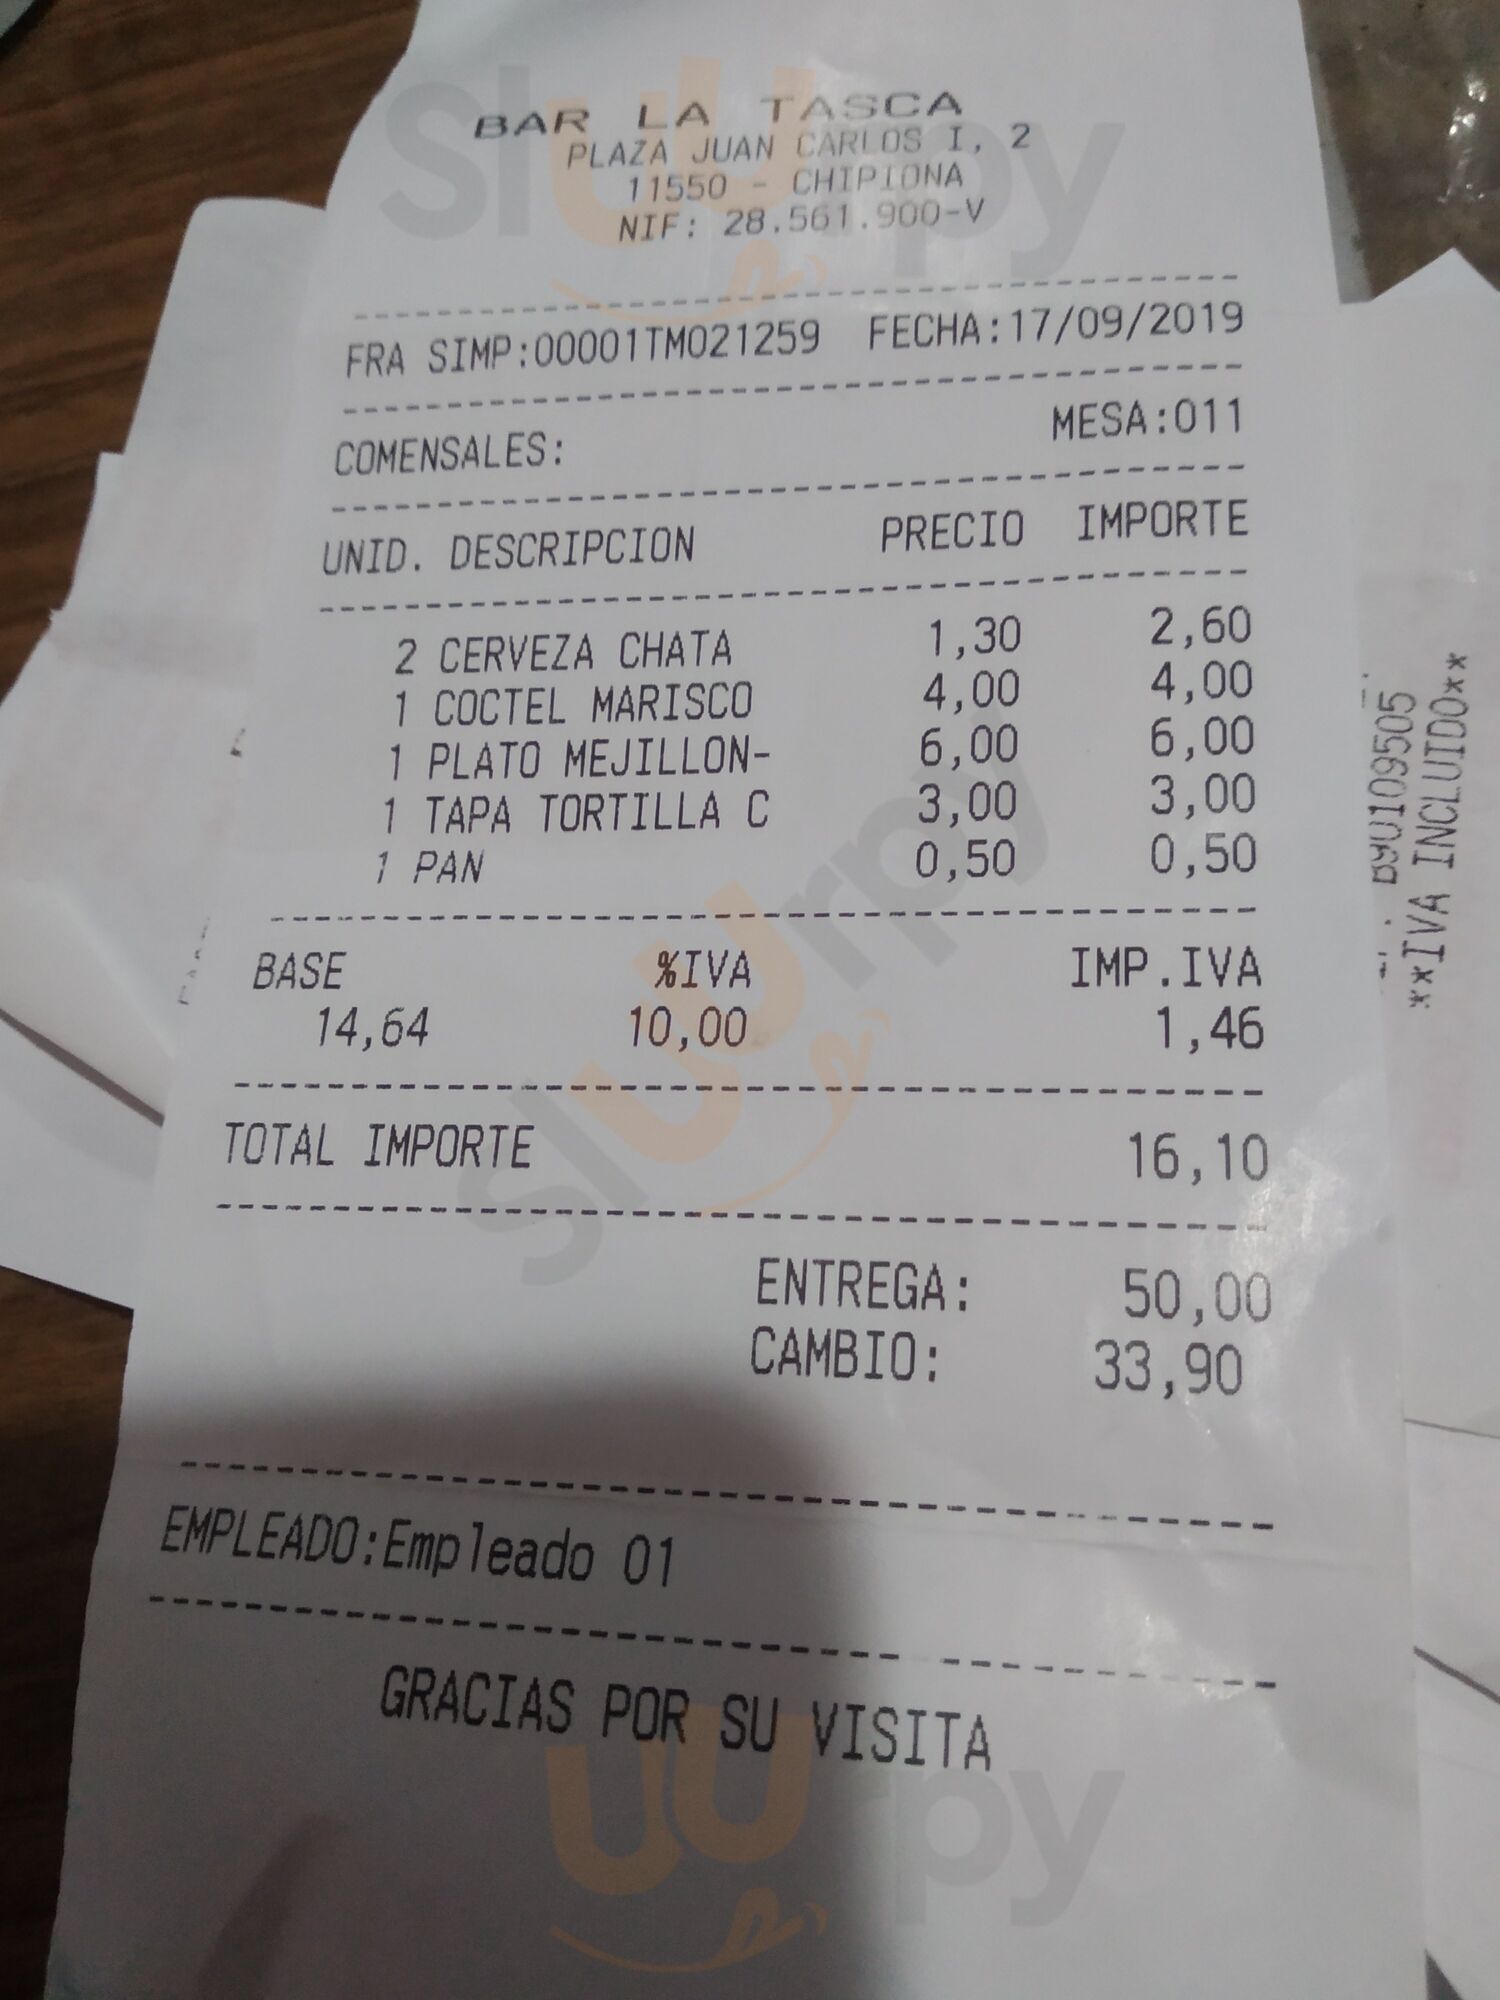 BAR LA TASCA
PLAZA JUAN CARLOS I, 2
11550 - CHIPIONA
NIF: 28.561.900-V
FRA SIMP:00001TM021259 FECHA:17/09/2019
COMENSALES: MESA:011
UNID. DESCRIPCION PRECIO IMPORTE
2 CERVEZA CHATA 1,30 2,60
1 COCTEL MARISCO 4,00 4,00
1 PLATO MEJILLON- 6,00 6,00
1 TAPA TORTILLA C 3,00 3,00
1 PAN 0,50 0,50
BASE %IVA IMP.IVA
14,64 10,00 1,46
TOTAL IMPORTE 16,10
ENTREGA: 50,00
CAMBIO: 33,90
EMPLEADO:Empleado 01
GRACIAS POR SU VISITA
**IVA INCLUIDO**
Slurpy
Slurpy
Slurpy